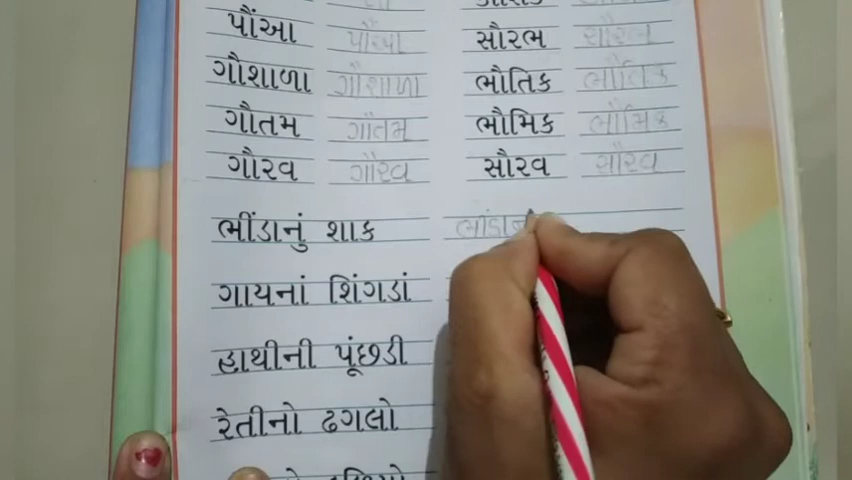 પૌંઆ પૌંઆ સૌરભ સૌરભ
ગૌશાળા ગૌશાળા ભૌતિક ભૌતિક
ગૌતમ ગૌતમ ભૌમિક ભૌમિક
ગૌરવ ગૌરવ સૌરવ સૌરવ
ભીંડાનું શાક
ગાયનાં શિંગડાં
હાથીની પૂંછડી
રેતીનો ઢગલો